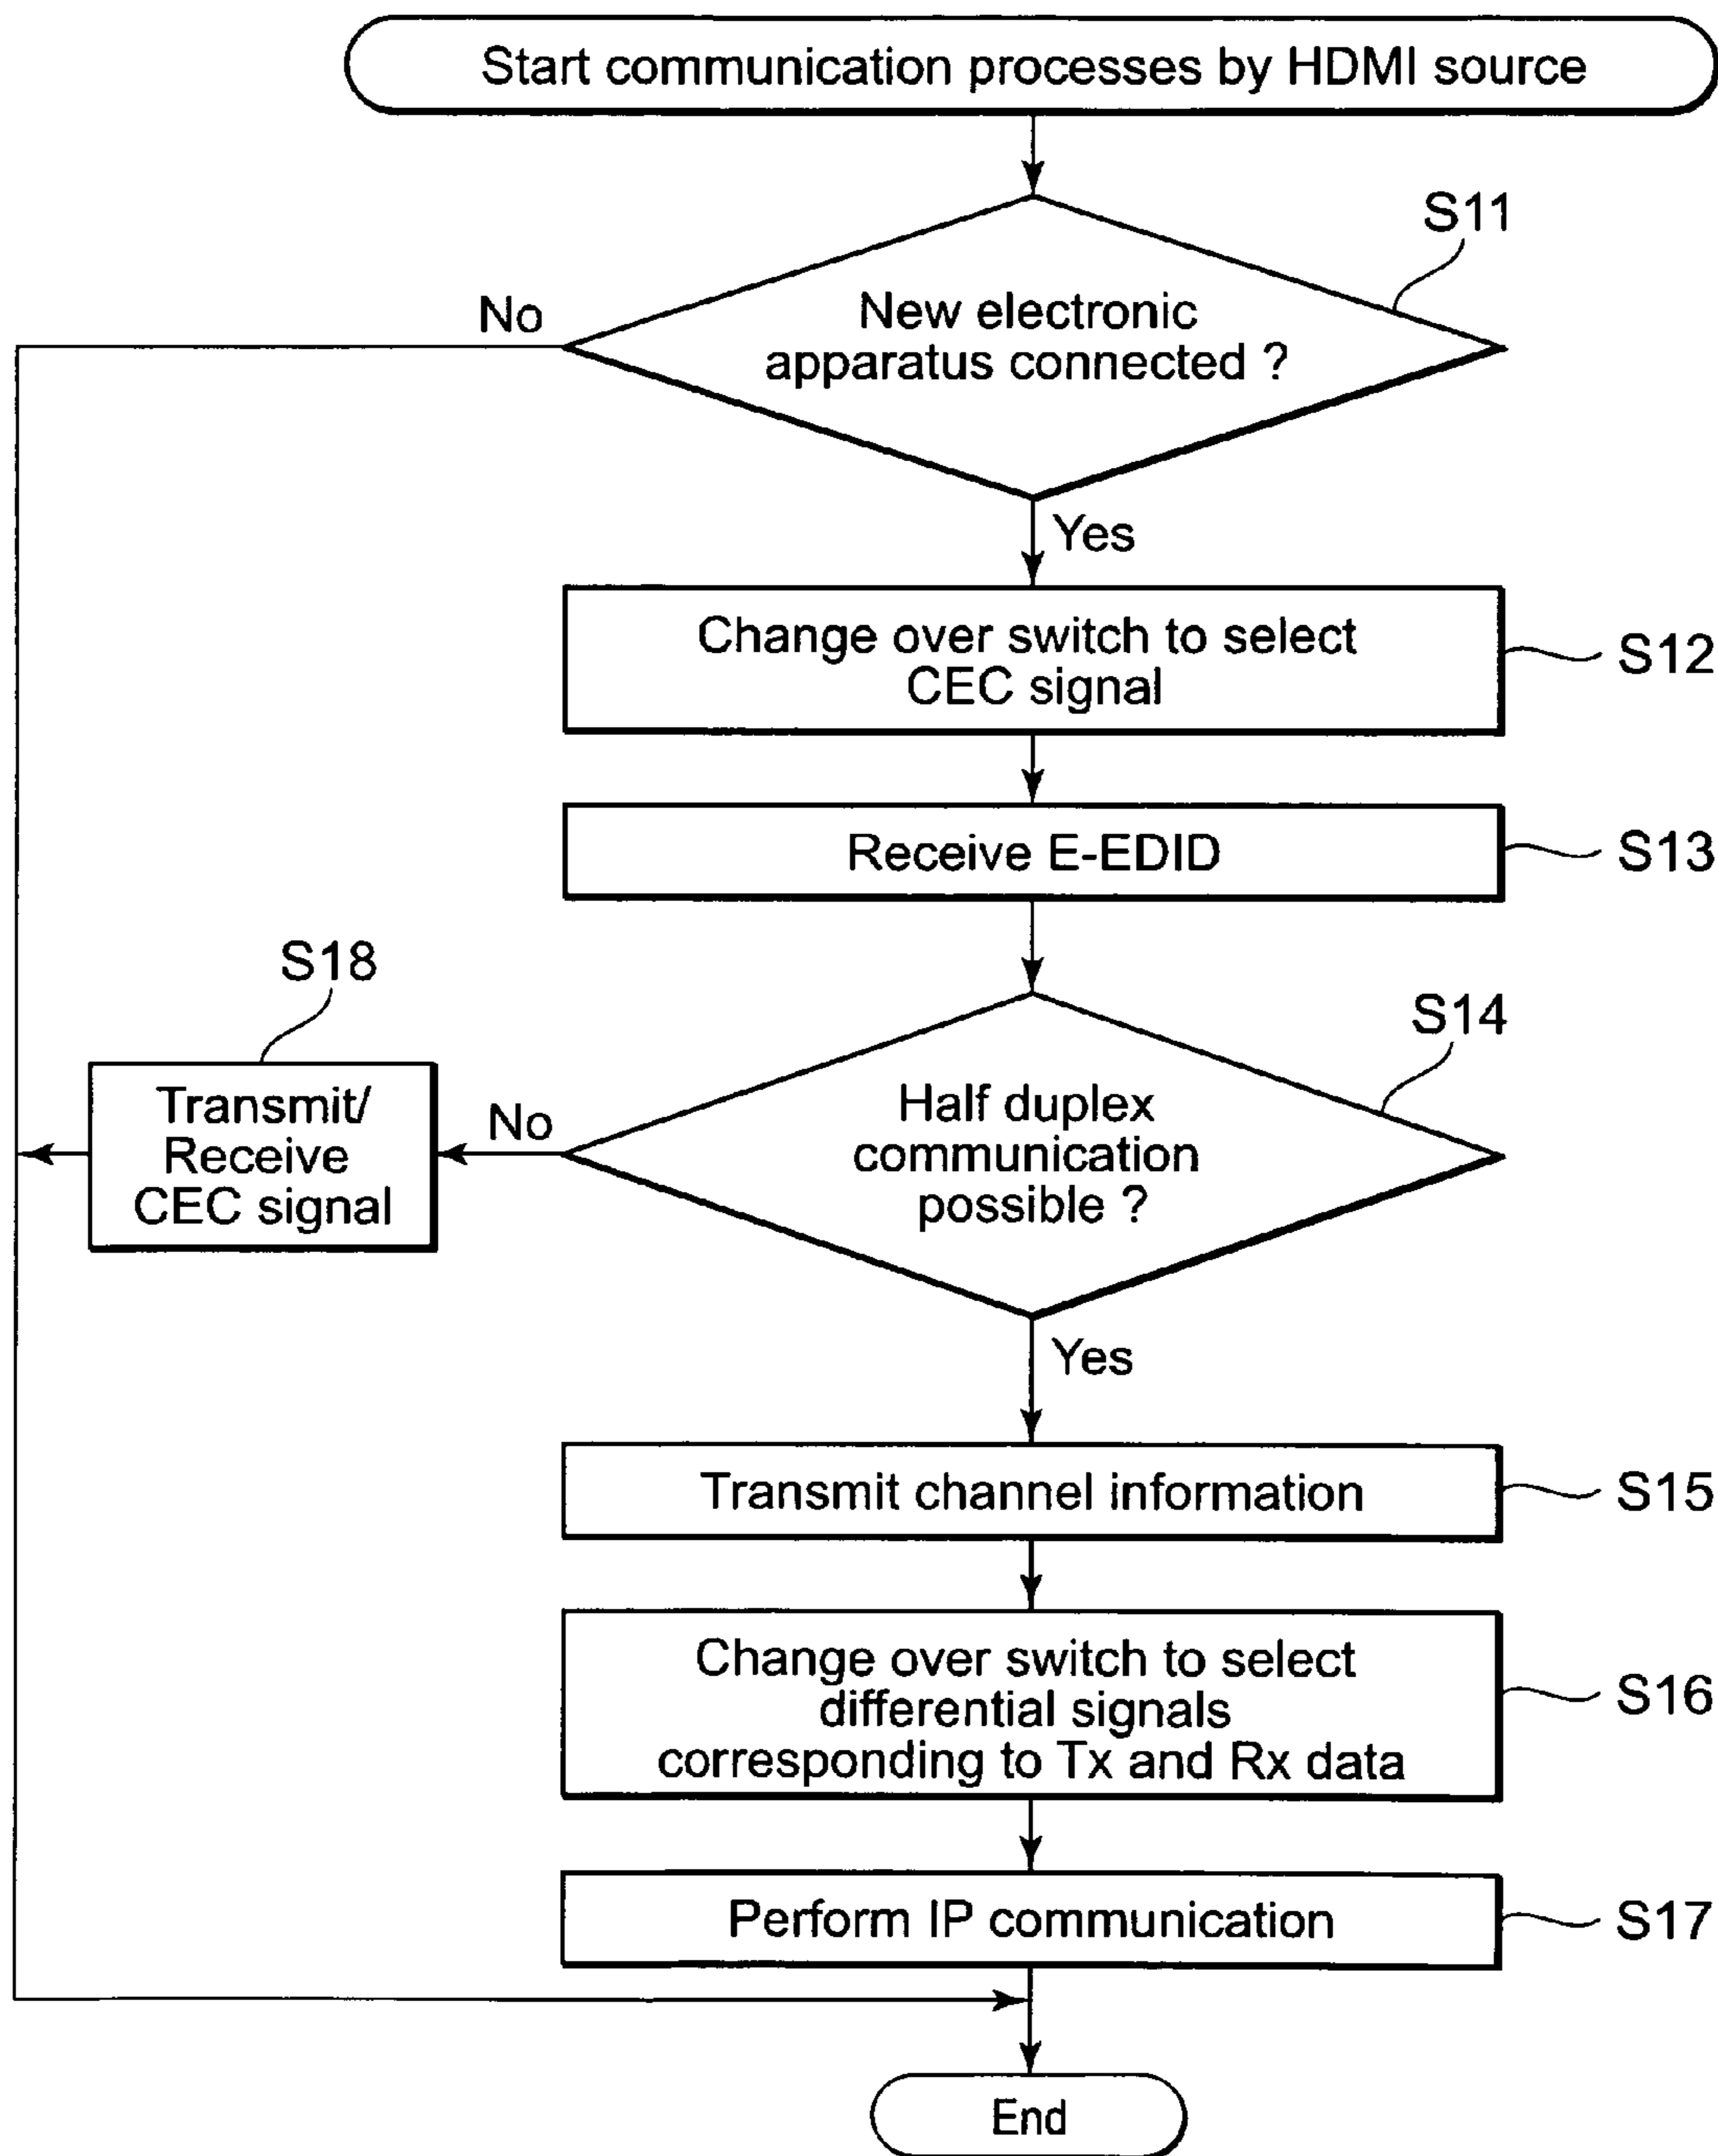 Start communication processes by HDMI source
S11
New electronic
apparatus connected ?
No
Yes
Change over switch to select
CEC signal
S12
Receive E-EDID
S13
S18
Transmit/
Receive
CEC signal
No
S14
Half duplex
communication
possible ?
Yes
Transmit channel information
S15
Change over switch to select
differential signals
corresponding to Tx and Rx data
S16
Perform IP communication
S17
End